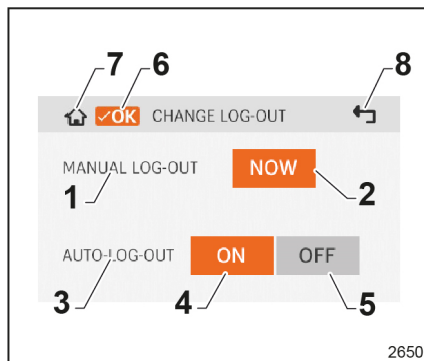 7 6 8
✓OK CHANGE LOG-OUT
MANUAL LOG-OUT NOW
1 2
AUTO-LOG-OUT ON OFF
3 4 5
2650